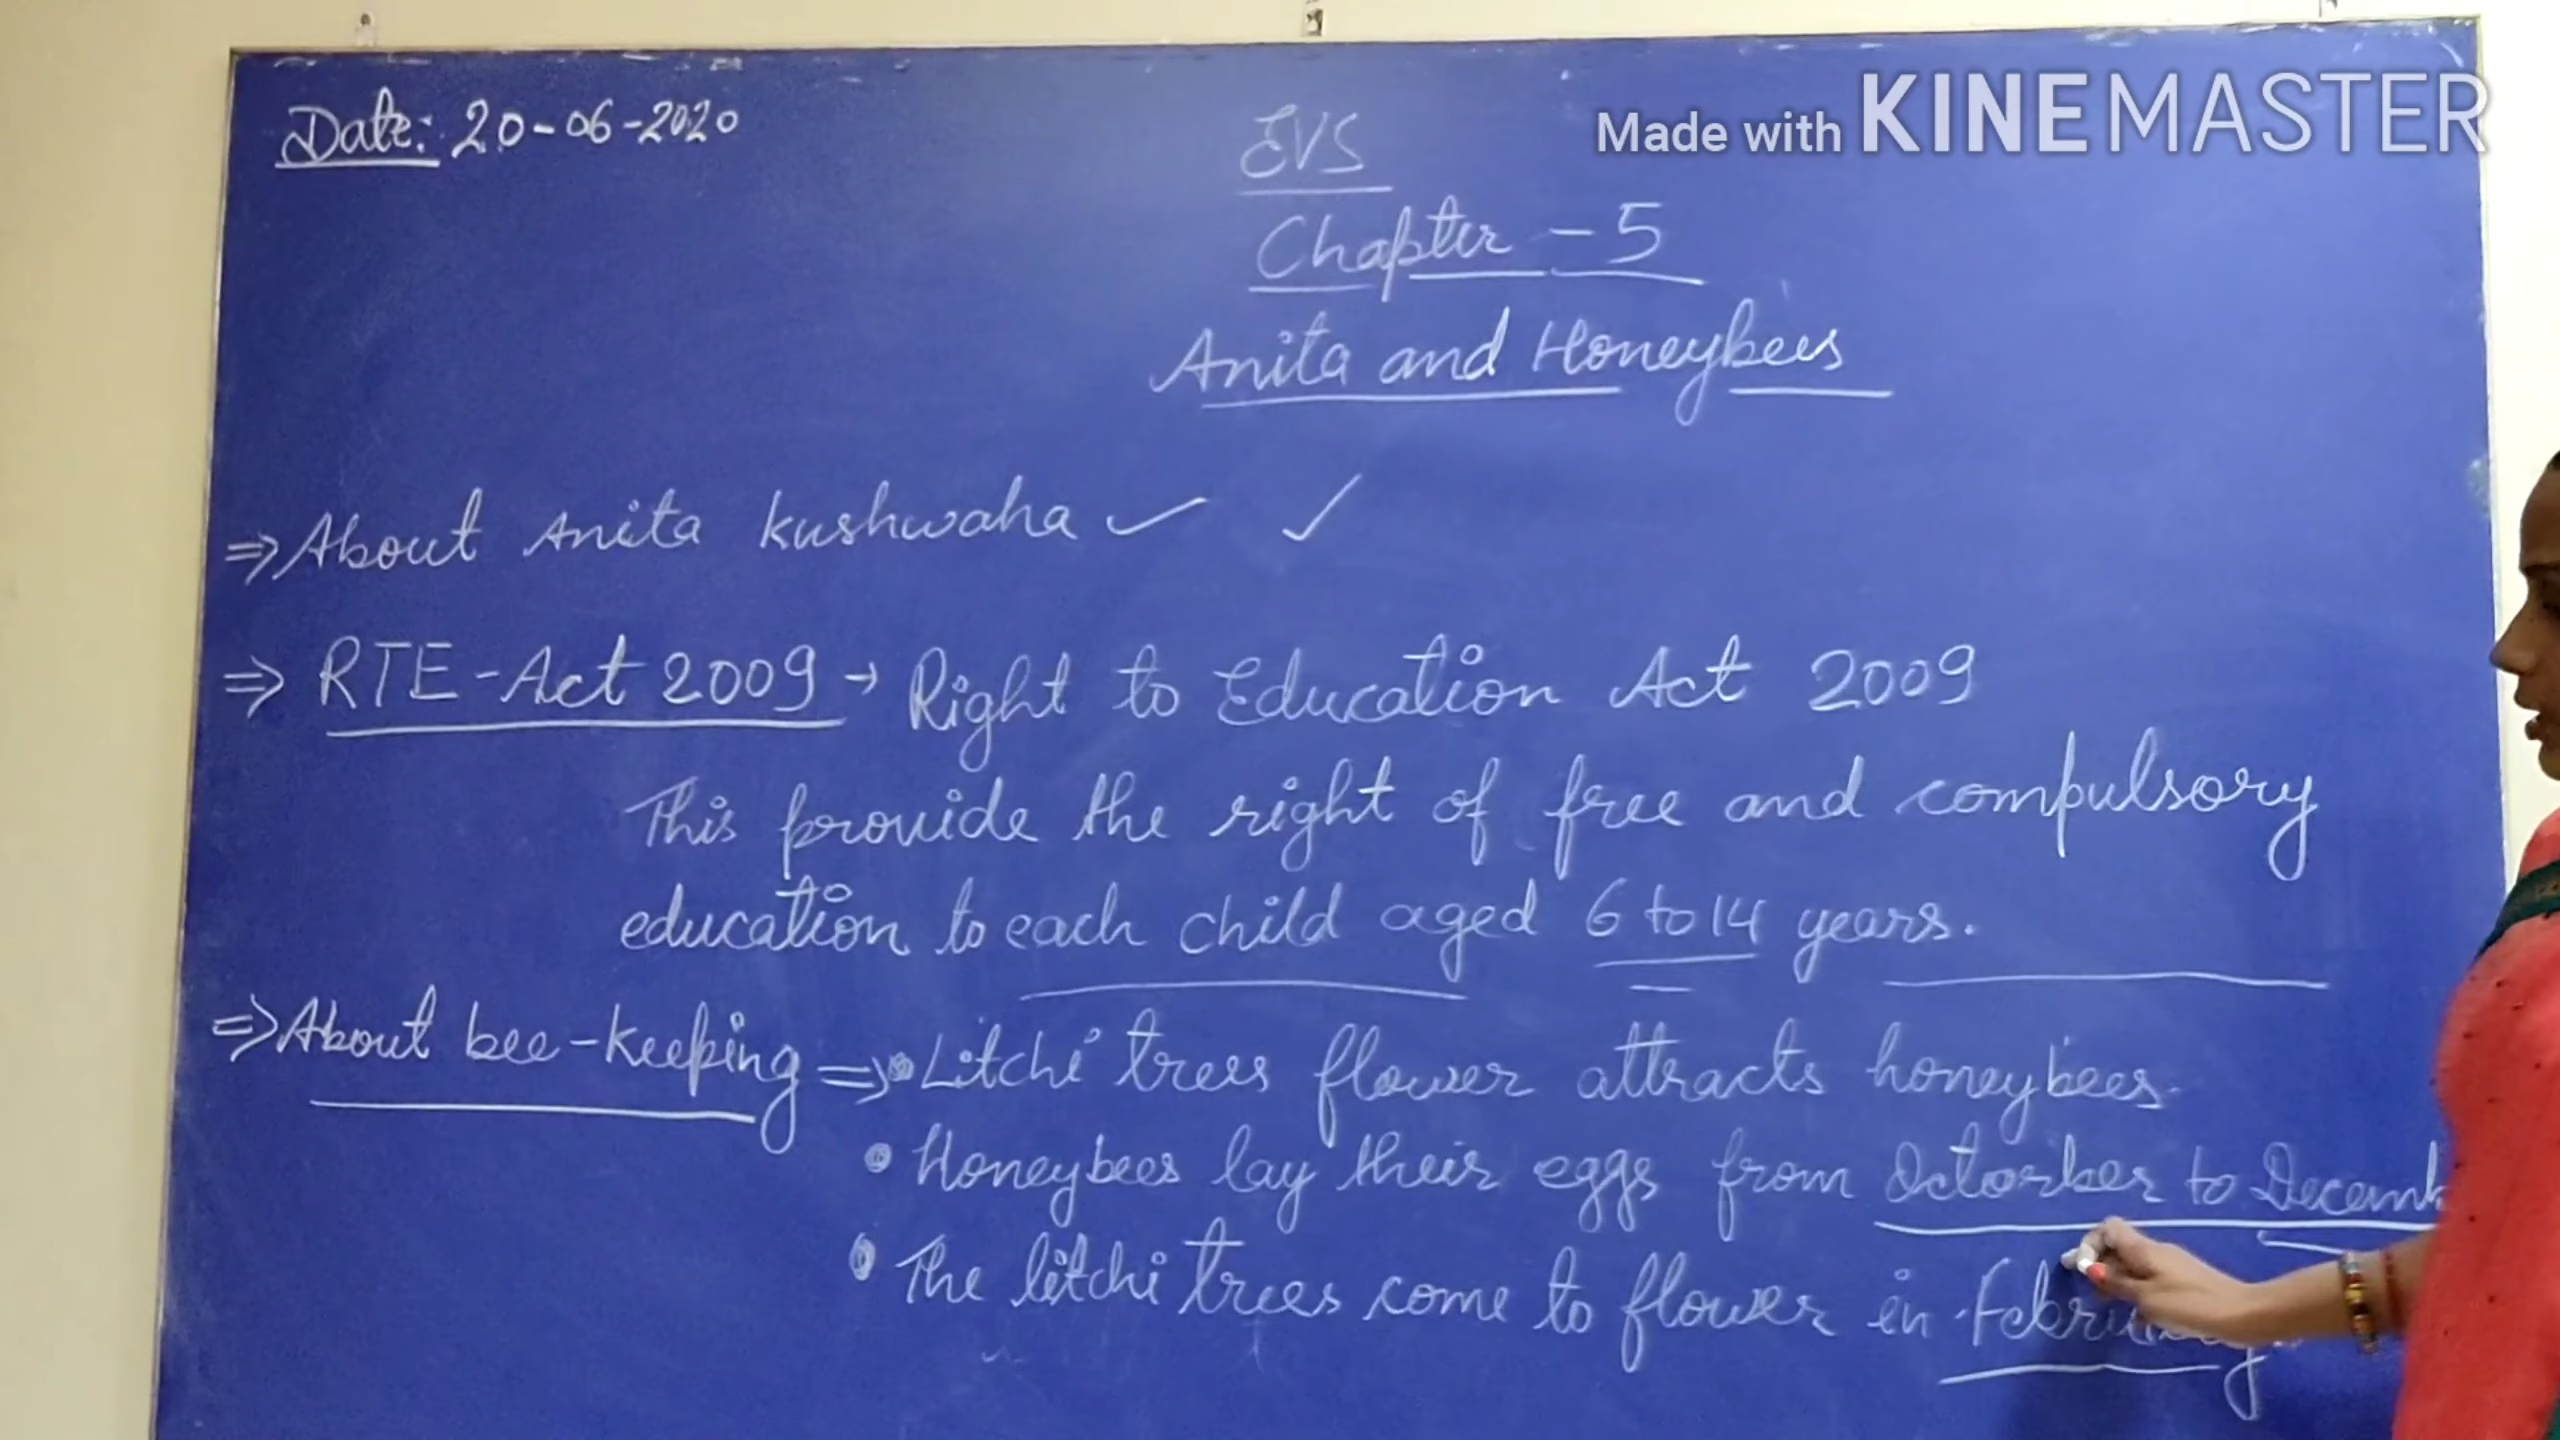 Date: 20-06-2020
Made with KINEMASTER
EVS
Chapter - 5
Anita and Honeybees
⇒ About Anita Kushwaha ✓ ✓
⇒ RTE - Act 2009 → Right to Education Act 2009
This provide the right of free and compulsory
education to each child aged 6 to 14 years.
⇒ About bee-keeping ⇒ • Litchi trees flower attracts honeybees.
• Honeybees lay their eggs from October to Decemb
• The litchi trees come to flower in February